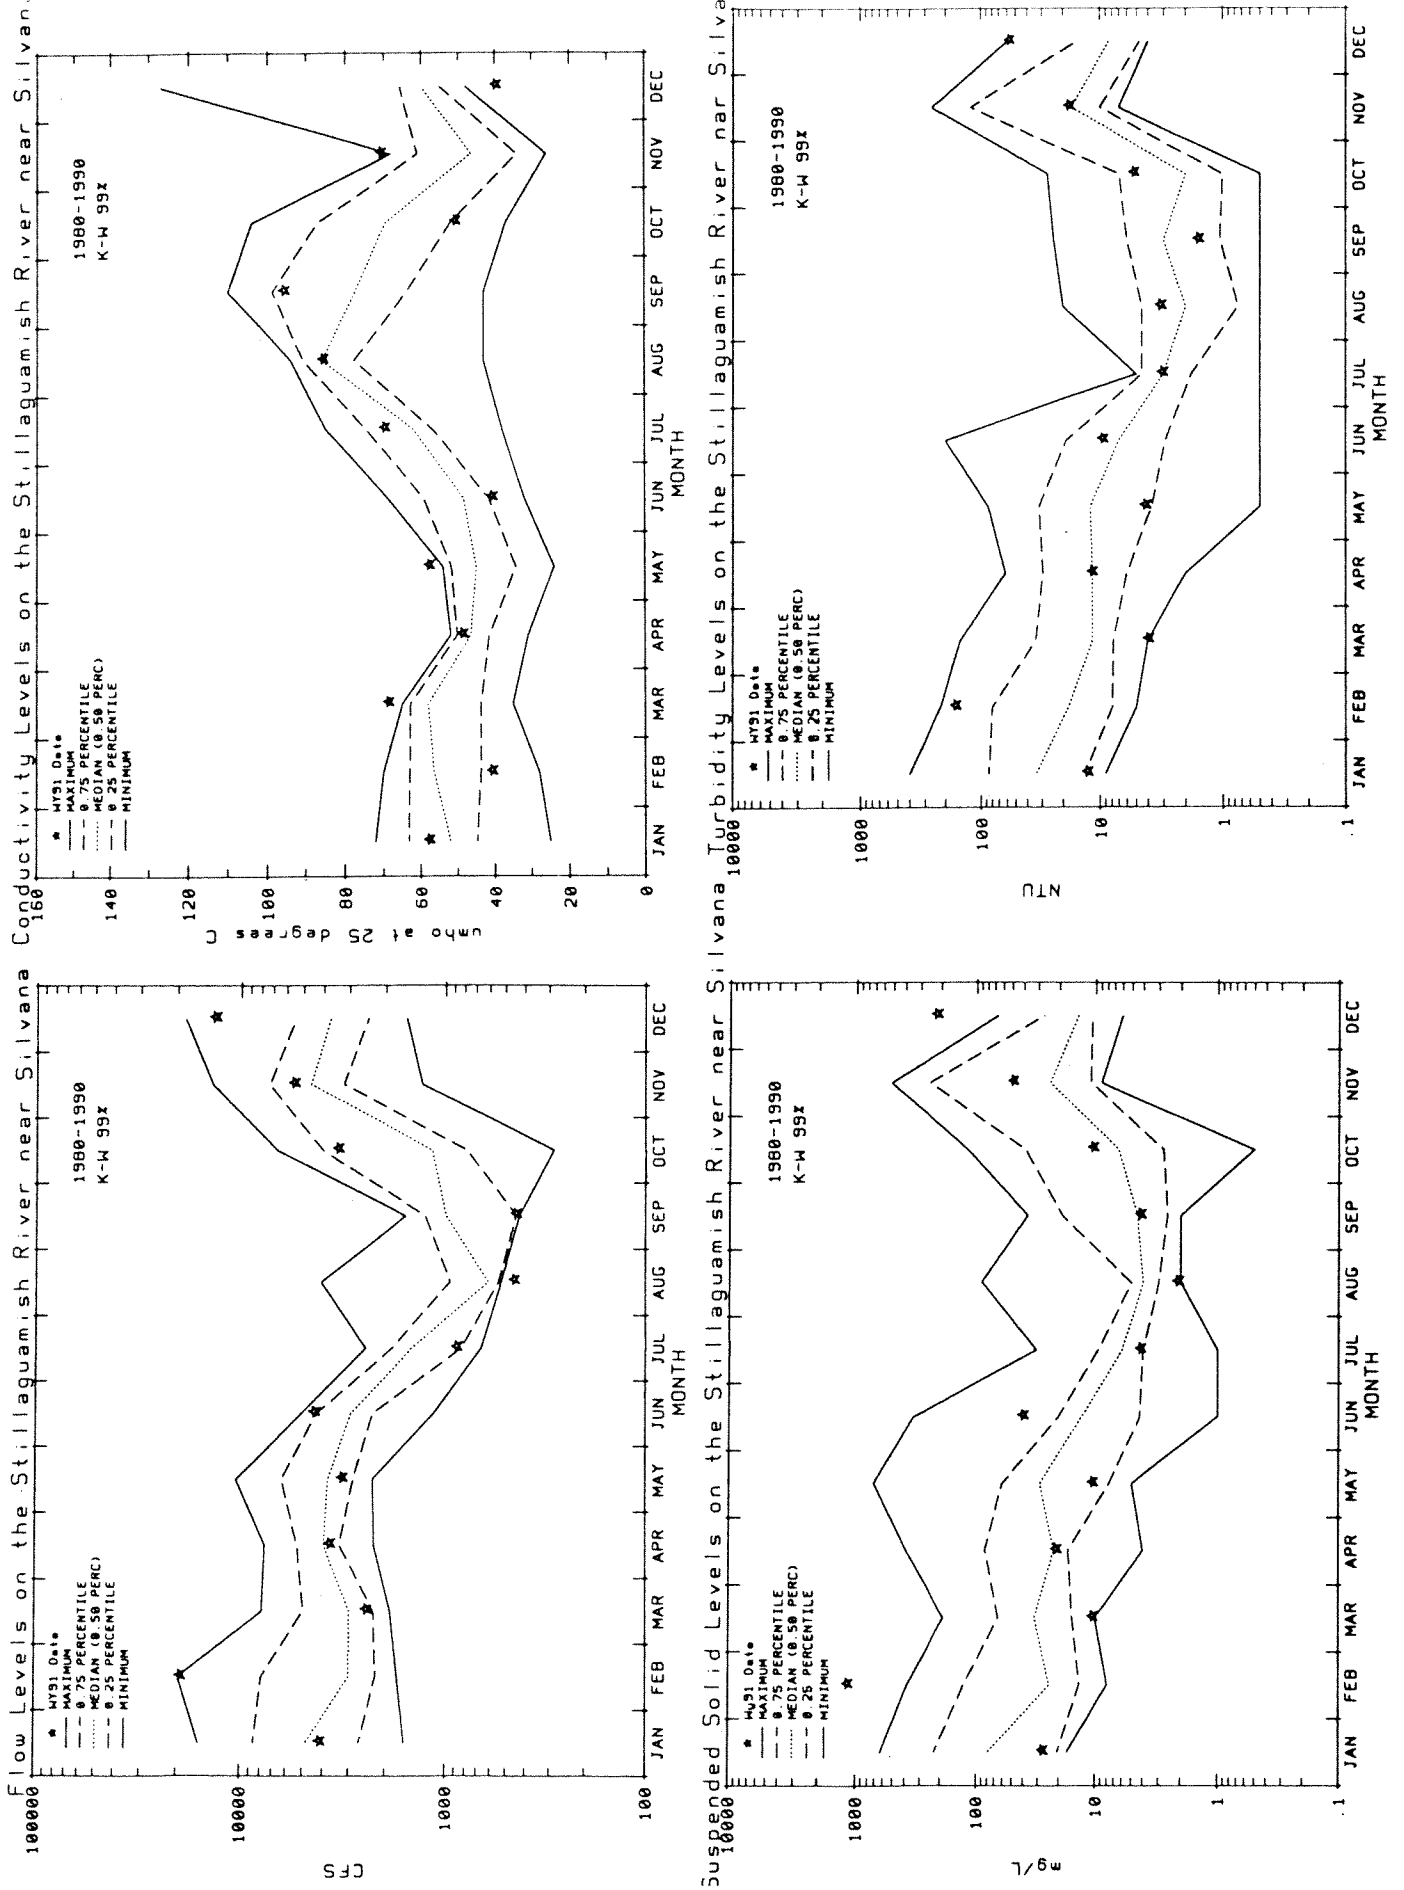 Flow Levels on the Stillaguamish River near Silvana
100000
10000
1000
100
CFS
★ WY91 Data
MAXIMUM
0.75 PERCENTILE
MEDIAN (0.50 PERC)
0.25 PERCENTILE
MINIMUM
1980-1990
K-W 99%
JAN FEB MAR APR MAY JUN JUL AUG SEP OCT NOV DEC
MONTH
Conductivity Levels on the Stillaguamish River near Silvan
160
140
120
100
80
60
40
20
0
umho at 25 degrees C
★ WY91 Data
MAXIMUM
0.75 PERCENTILE
MEDIAN (0.50 PERC)
0.25 PERCENTILE
MINIMUM
1980-1990
K-W 99%
JAN FEB MAR APR MAY JUN JUL AUG SEP OCT NOV DEC
MONTH
Suspended Solid Levels on the Stillaguamish River near Silvana
10000
1000
100
10
1
.1
mg/L
★ Wy91 Data
MAXIMUM
0.75 PERCENTILE
MEDIAN (0.50 PERC)
0.25 PERCENTILE
MINIMUM
1980-1990
K-W 99%
JAN FEB MAR APR MAY JUN JUL AUG SEP OCT NOV DEC
MONTH
Turbidity Levels on the Stillaguamish River nar Silva
10000
1000
100
10
1
.1
NTU
★ WY91 Data
MAXIMUM
0.75 PERCENTILE
MEDIAN (0.50 PERC)
0.25 PERCENTILE
MINIMUM
1980-1990
K-W 99%
JAN FEB MAR APR MAY JUN JUL AUG SEP OCT NOV DEC
MONTH